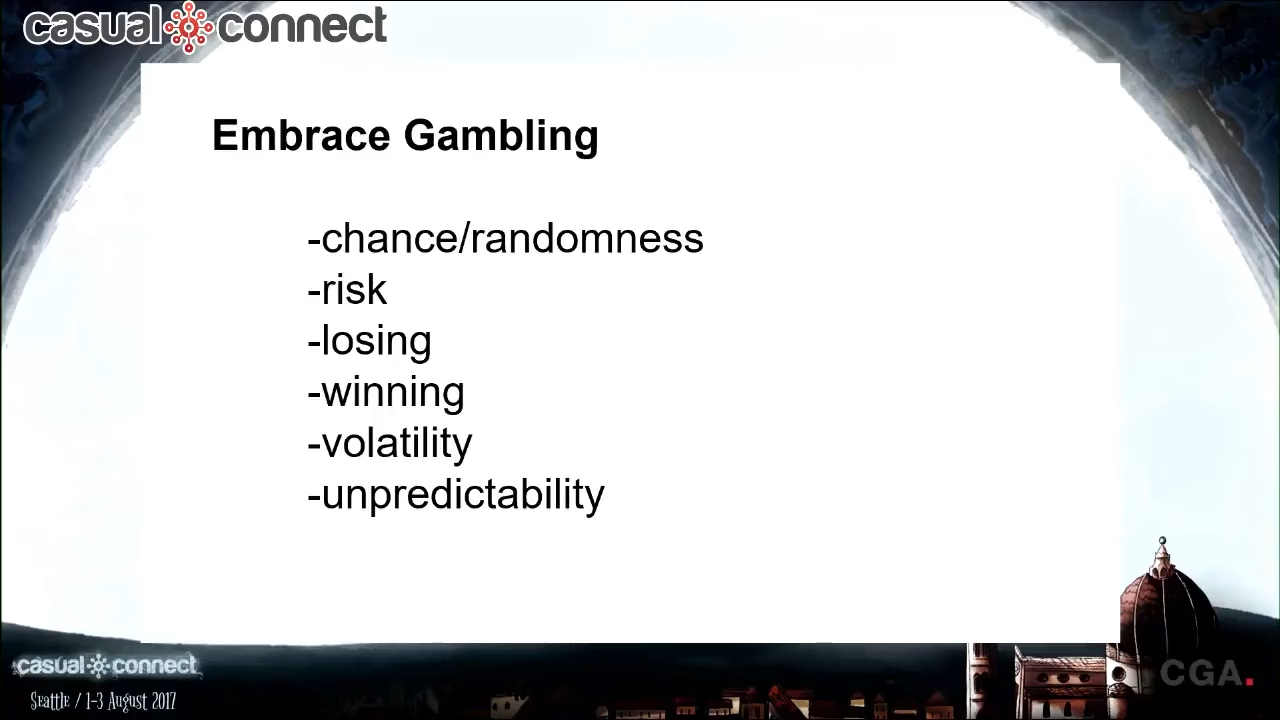 casual connect
Embrace Gambling
-chance/randomness
-risk
-losing
-winning
-volatility
-unpredictability
casual connect
Seattle / 1-3 August 2017
CGA.